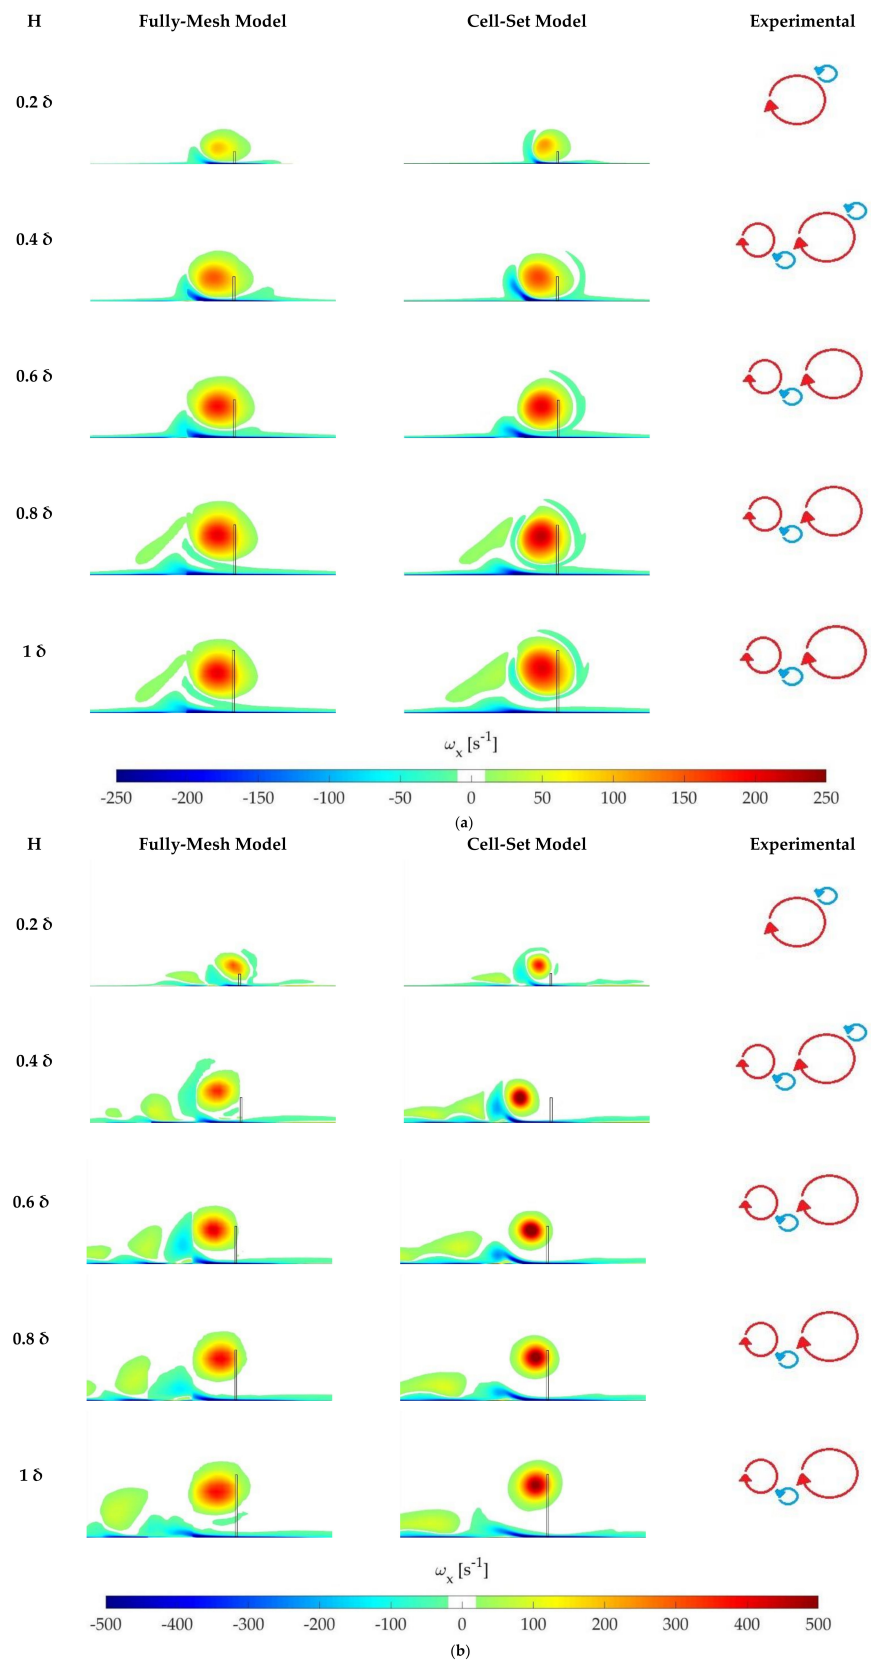 H Fully-Mesh Model Cell-Set Model Experimental
0.2 δ
0.4 δ
0.6 δ
0.8 δ
1 δ
ωx [s-1]
-250 -200 -150 -100 -50 0 50 100 150 200 250
(a)
H Fully-Mesh Model Cell-Set Model Experimental
0.2 δ
0.4 δ
0.6 δ
0.8 δ
1 δ
ωx [s-1]
-500 -400 -300 -200 -100 0 100 200 300 400 500
(b)